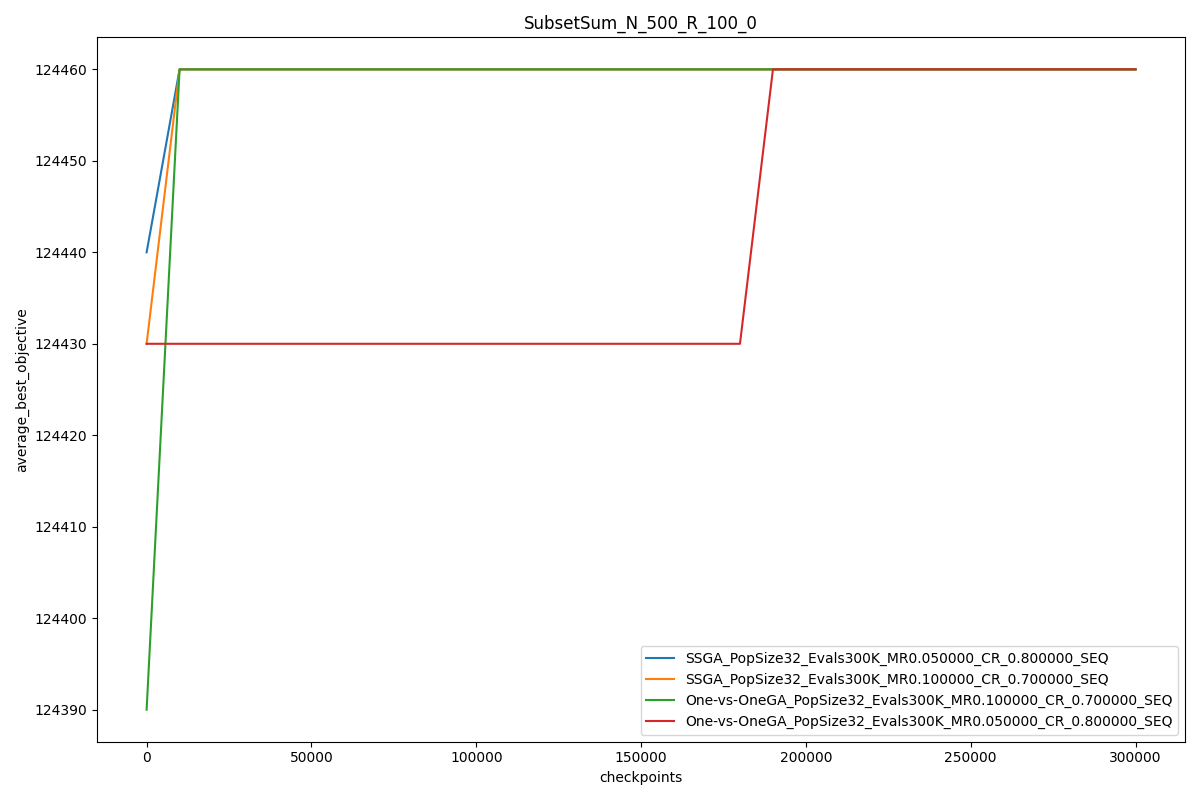 SubsetSum_N_500_R_100_0
124460
124450
124440
124430
124420
124410
124400
124390
average_best_objective
SSGA_PopSize32_Evals300K_MR0.050000_CR_0.800000_SEQ
SSGA_PopSize32_Evals300K_MR0.100000_CR_0.700000_SEQ
One-vs-OneGA_PopSize32_Evals300K_MR0.100000_CR_0.700000_SEQ
One-vs-OneGA_PopSize32_Evals300K_MR0.050000_CR_0.800000_SEQ
0 50000 100000 150000 200000 250000 300000
checkpoints